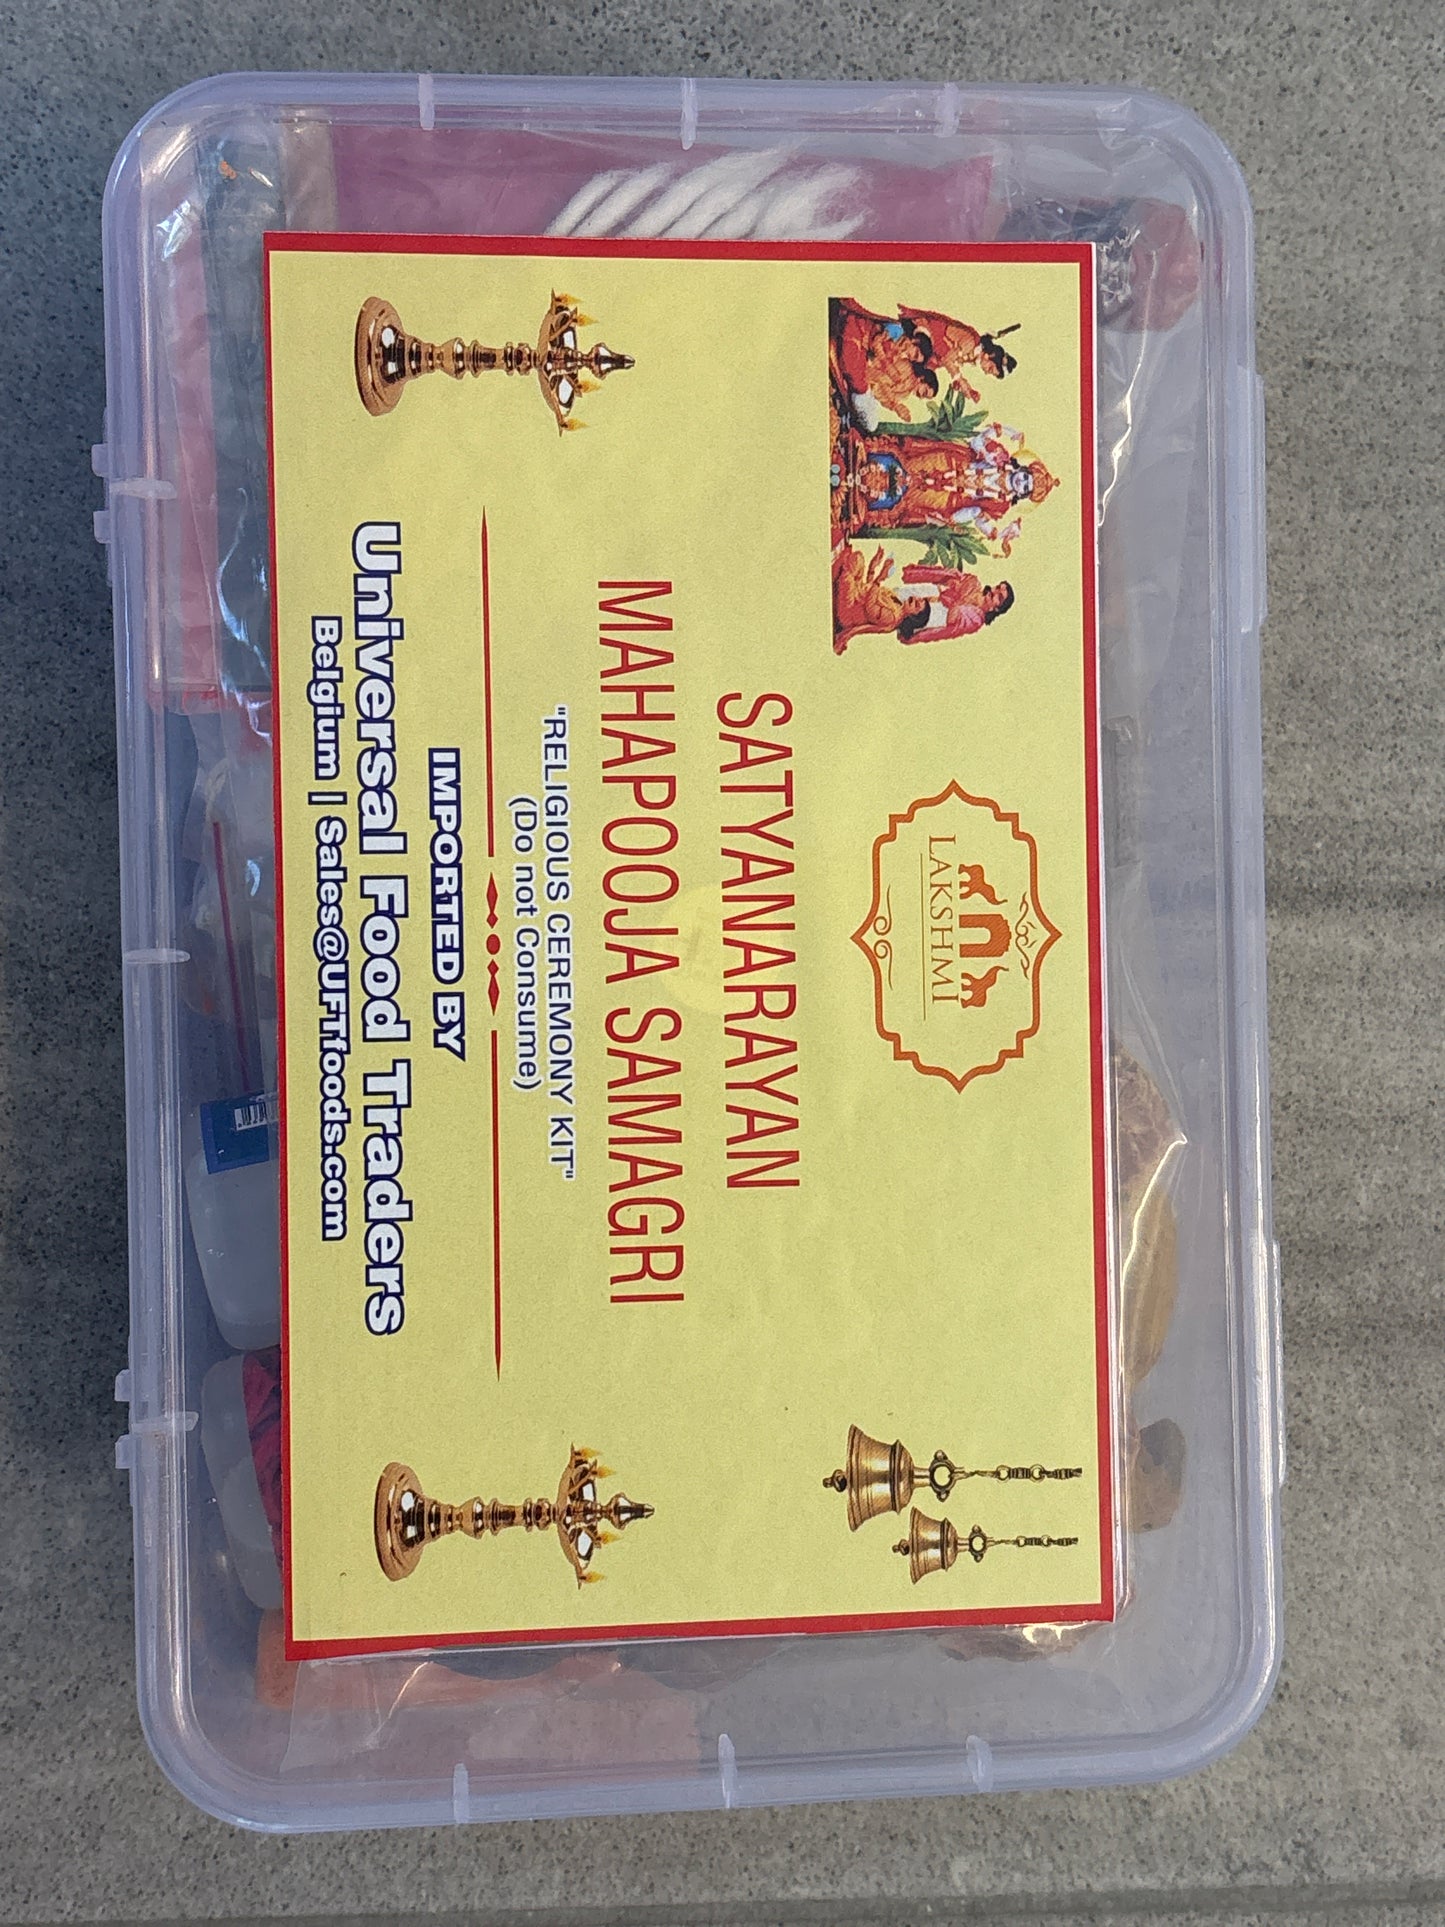 LAKSHMI
SATYANARAYAN
MAHAPOOJA SAMAGRI
"RELIGIOUS CEREMONY KIT"
(Do not Consume)
IMPORTED BY
Universal Food Traders
Belgium | Sales@UFTfoods.com